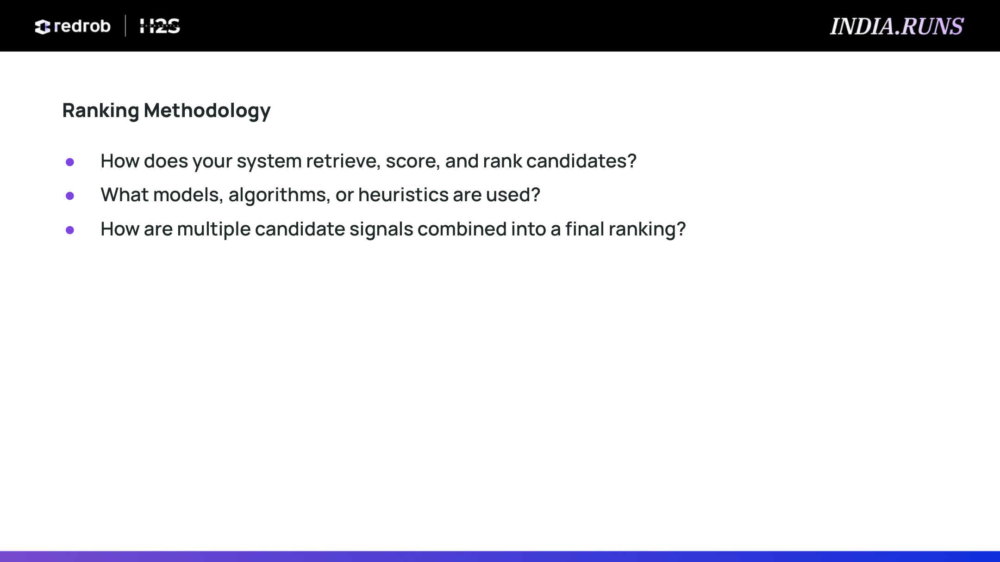 redrob
H2S
HACK2SKILL
INDIA.RUNS
Ranking Methodology
● How does your system retrieve, score, and rank candidates?
● What models, algorithms, or heuristics are used?
● How are multiple candidate signals combined into a final ranking?